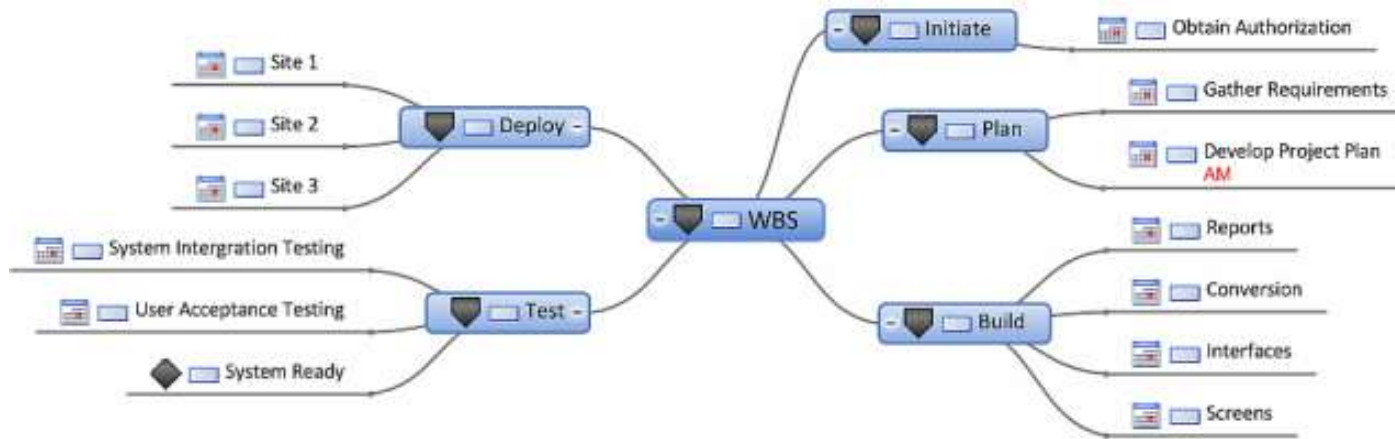 WBS
Initiate
Obtain Authorization
Plan
Gather Requirements
Develop Project Plan
AM
Build
Reports
Conversion
Interfaces
Screens
Deploy
Site 1
Site 2
Site 3
Test
System Intergration Testing
User Acceptance Testing
System Ready